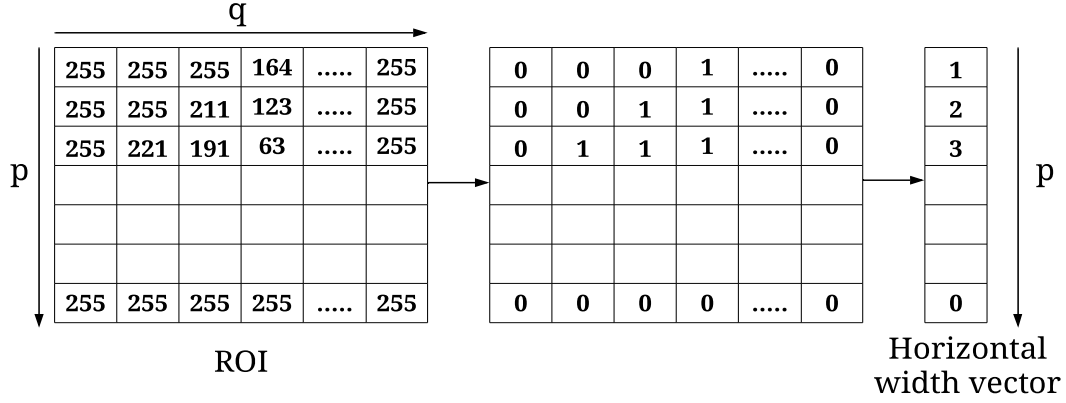 q
255 255 255 164 ..... 255 0 0 0 1 ..... 0 1
255 255 211 123 ..... 255 0 0 1 1 ..... 0 2
255 221 191 63 ..... 255 0 1 1 1 ..... 0 3
p p
255 255 255 255 ..... 255 0 0 0 0 ..... 0 0
ROI
Horizontal
width vector